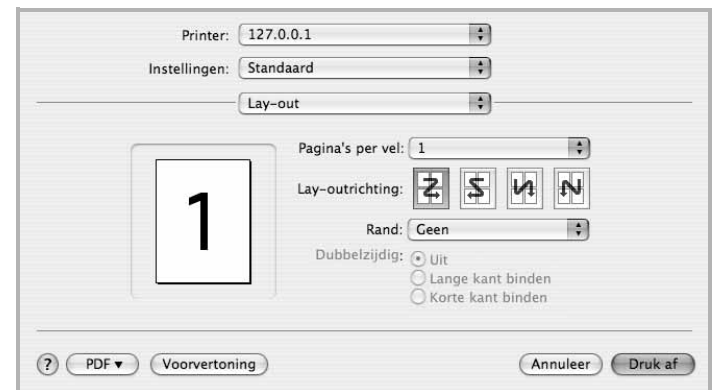 Printer: 127.0.0.1
Instellingen: Standaard
Lay-out
Pagina's per vel: 1
Lay-outrichting:
1
Rand: Geen
Dubbelzijdig: Uit
Lange kant binden
Korte kant binden
? PDF ▼ Voorvertoning Annuleer Druk af